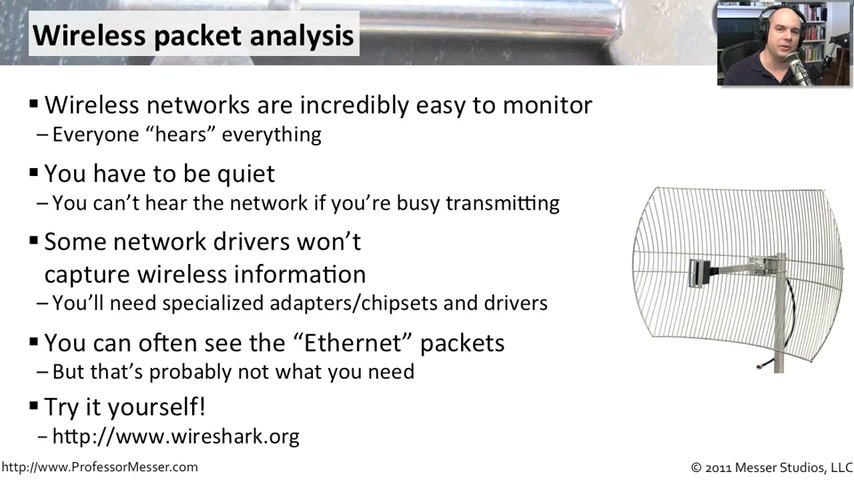 Wireless packet analysis
▪ Wireless networks are incredibly easy to monitor
– Everyone “hears” everything
▪ You have to be quiet
– You can’t hear the network if you’re busy transmitting
▪ Some network drivers won’t
capture wireless information
– You’ll need specialized adapters/chipsets and drivers
▪ You can often see the “Ethernet” packets
– But that’s probably not what you need
▪ Try it yourself!
– http://www.wireshark.org
http://www.ProfessorMesser.com
© 2011 Messer Studios, LLC